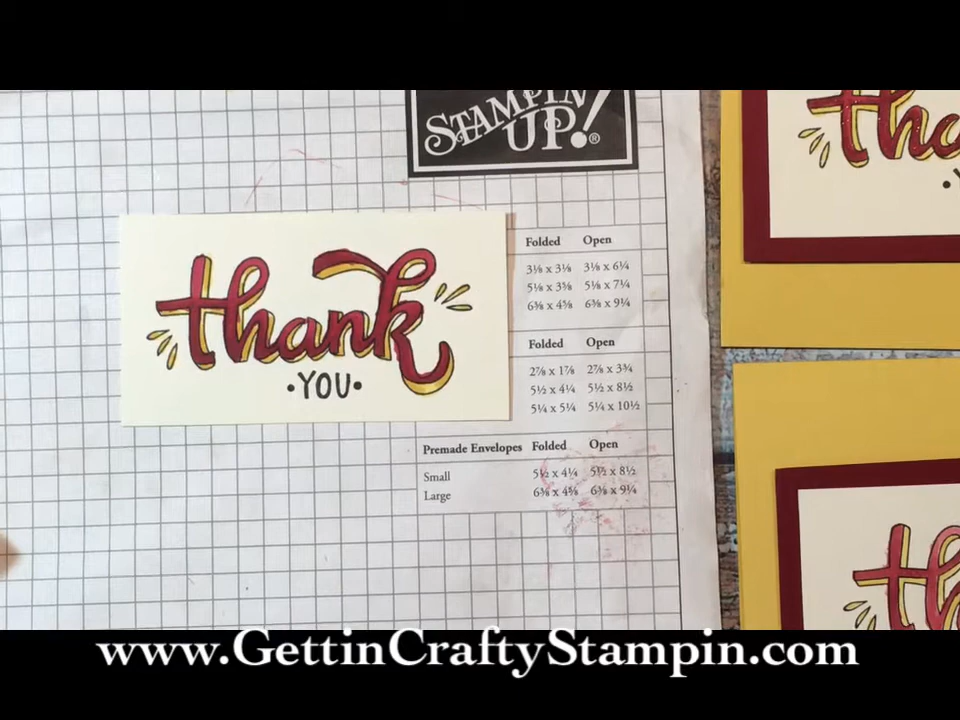 STAMPIN'
UP!®
tha
Folded Open
3⅛ x 3⅛ 3⅛ x 6¼
5⅛ x 3⅝ 5⅛ x 7¼
6⅜ x 4⅝ 6⅜ x 9¼
thank
•YOU•
Folded Open
2⅞ x 1⅞ 2⅞ x 3¾
5½ x 4¼ 5½ x 8½
5¼ x 5¼ 5¼ x 10½
Premade Envelopes Folded Open
Small 5½ x 4¼ 5½ x 8½
Large 6⅜ x 4⅝ 6⅜ x 9¼
www.GettinCraftyStampin.com